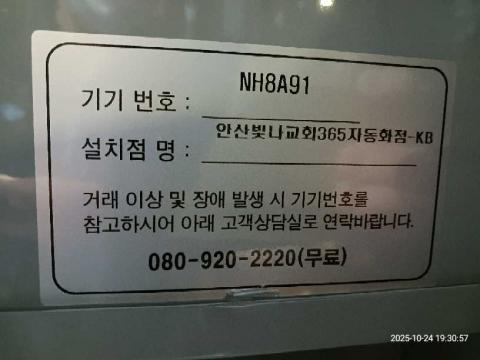 기기 번호 : NH8A91
설치점 명 : 안산빛나교회365자동화점-KB
거래 이상 및 장애 발생 시 기기번호를
참고하시어 아래 고객상담실로 연락바랍니다.
080-920-2220(무료)
2025-10-24 19:30:57